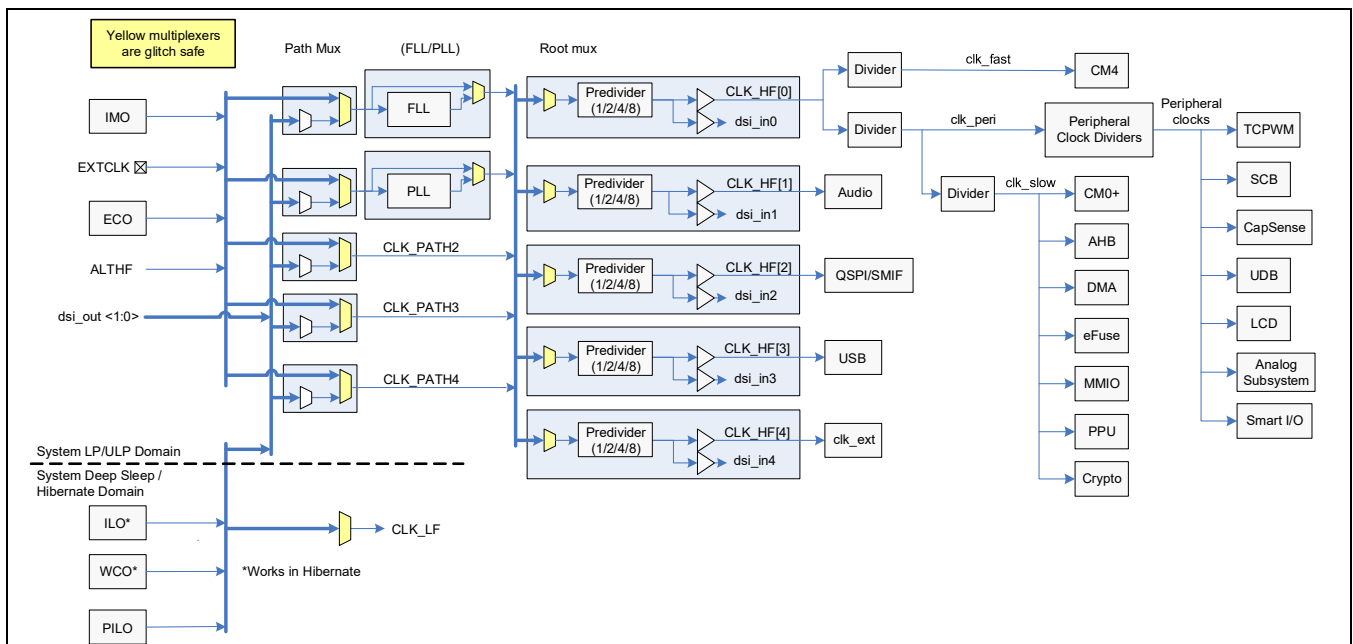 Yellow multiplexers
are glitch safe
Path Mux
(FLL/PLL)
Root mux
IMO
EXTCLK
ECO
ALTHF
dsi_out <1:0>
FLL
PLL
CLK_PATH2
CLK_PATH3
CLK_PATH4
Predivider
(1/2/4/8)
CLK_HF[0]
dsi_in0
Predivider
(1/2/4/8)
CLK_HF[1]
dsi_in1
Predivider
(1/2/4/8)
CLK_HF[2]
dsi_in2
Predivider
(1/2/4/8)
CLK_HF[3]
dsi_in3
Predivider
(1/2/4/8)
CLK_HF[4]
dsi_in4
Divider
clk_fast
CM4
Divider
clk_peri
Peripheral
Clock Dividers
Peripheral
clocks
Audio
QSPI/SMIF
USB
clk_ext
Divider
clk_slow
CM0+
AHB
DMA
eFuse
MMIO
PPU
Crypto
TCPWM
SCB
CapSense
UDB
LCD
Analog
Subsystem
Smart I/O
System LP/ULP Domain
System Deep Sleep /
Hibernate Domain
ILO*
WCO*
PILO
CLK_LF
*Works in Hibernate